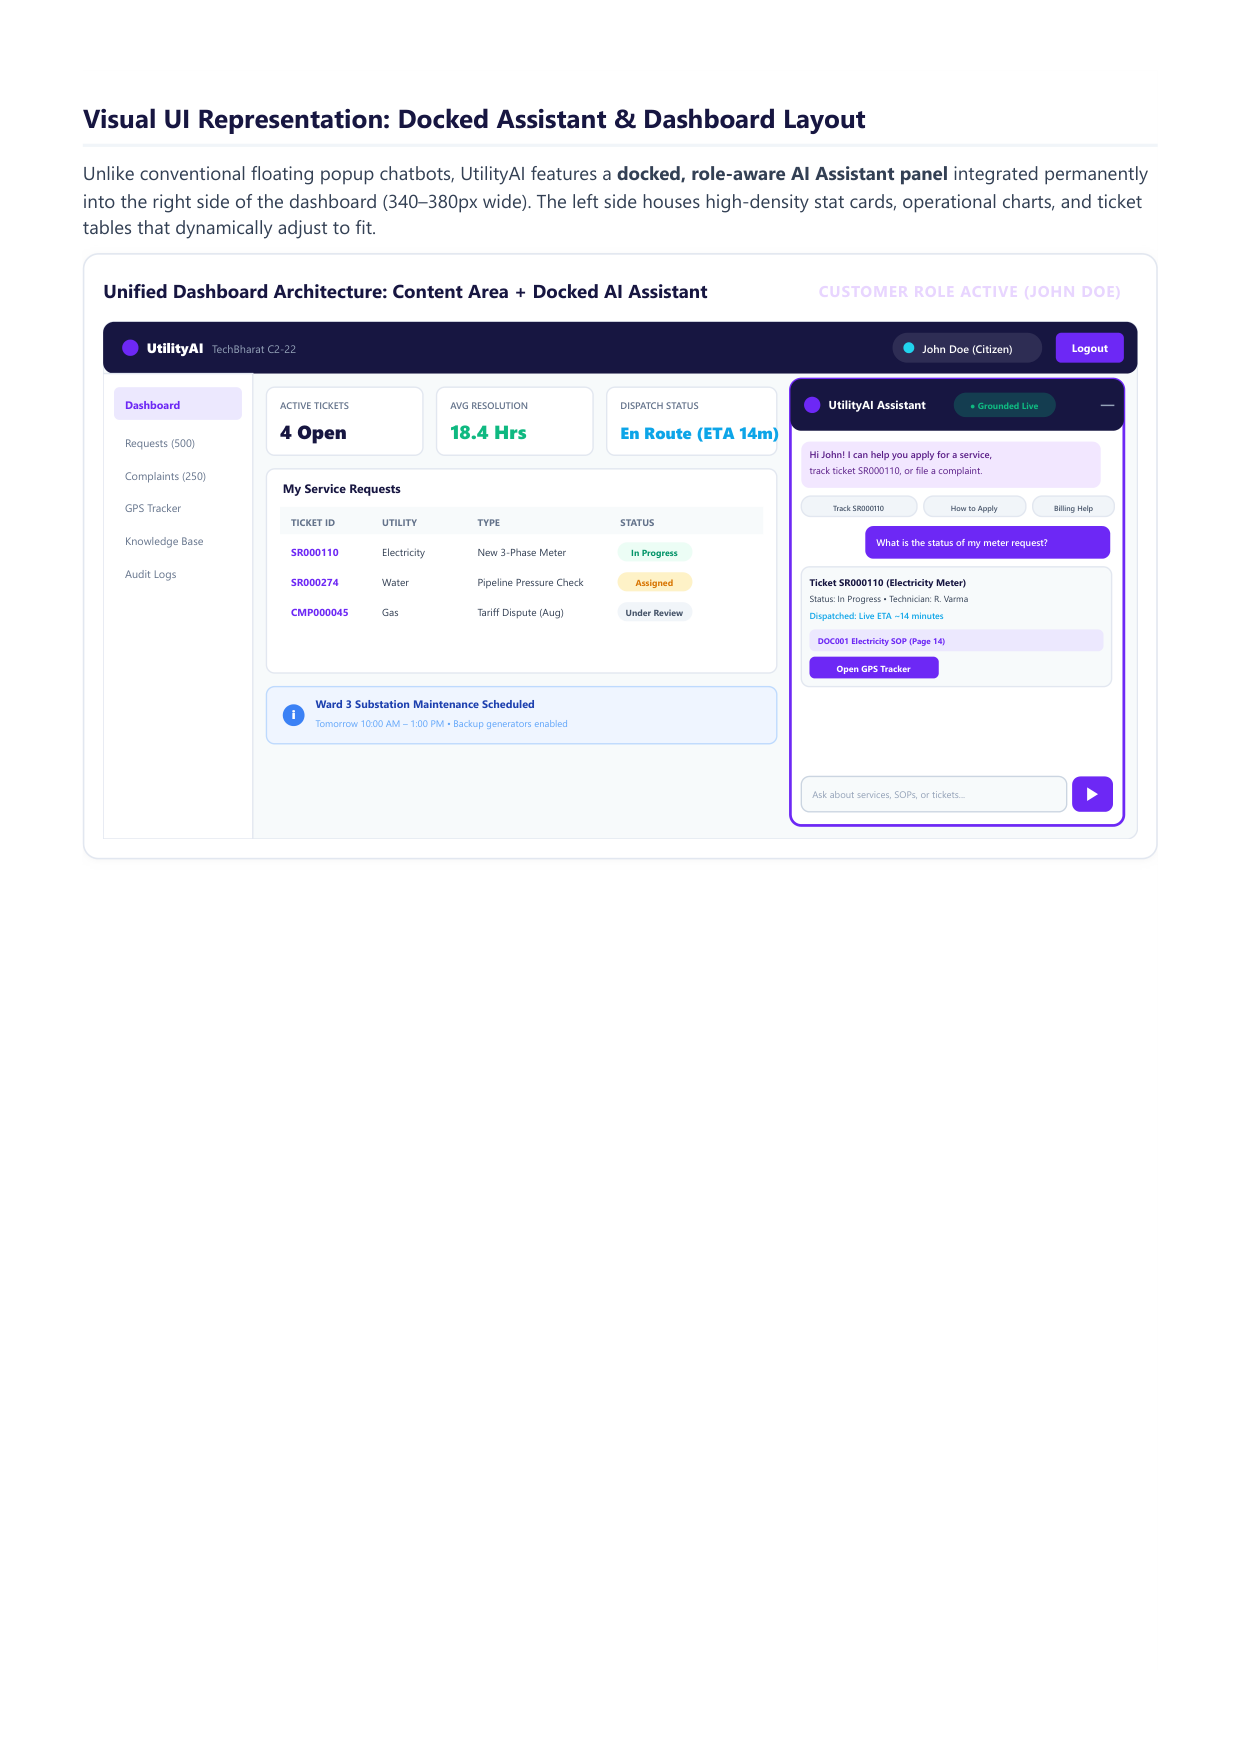 Visual UI Representation: Docked Assistant & Dashboard Layout
Unlike conventional floating popup chatbots, UtilityAI features a docked, role-aware AI Assistant panel integrated permanently
into the right side of the dashboard (340–380px wide). The left side houses high-density stat cards, operational charts, and ticket
tables that dynamically adjust to fit.
Unified Dashboard Architecture: Content Area + Docked AI Assistant
CUSTOMER ROLE ACTIVE (JOHN DOE)
UtilityAI TechBharat C2-22
John Doe (Citizen)
Logout
Dashboard
Requests (500)
Complaints (250)
GPS Tracker
Knowledge Base
Audit Logs
ACTIVE TICKETS
4 Open
AVG RESOLUTION
18.4 Hrs
DISPATCH STATUS
En Route (ETA 14m)
My Service Requests
TICKET ID UTILITY TYPE STATUS
SR000110 Electricity New 3-Phase Meter In Progress
SR000274 Water Pipeline Pressure Check Assigned
CMP000045 Gas Tariff Dispute (Aug) Under Review
i
Ward 3 Substation Maintenance Scheduled
Tomorrow 10:00 AM – 1:00 PM • Backup generators enabled
UtilityAI Assistant
● Grounded Live
—
Hi John! I can help you apply for a service,
track ticket SR000110, or file a complaint.
Track SR000110
How to Apply
Billing Help
What is the status of my meter request?
Ticket SR000110 (Electricity Meter)
Status: In Progress • Technician: R. Varma
Dispatched: Live ETA ~14 minutes
DOC001 Electricity SOP (Page 14)
Open GPS Tracker
Ask about services, SOPs, or tickets...